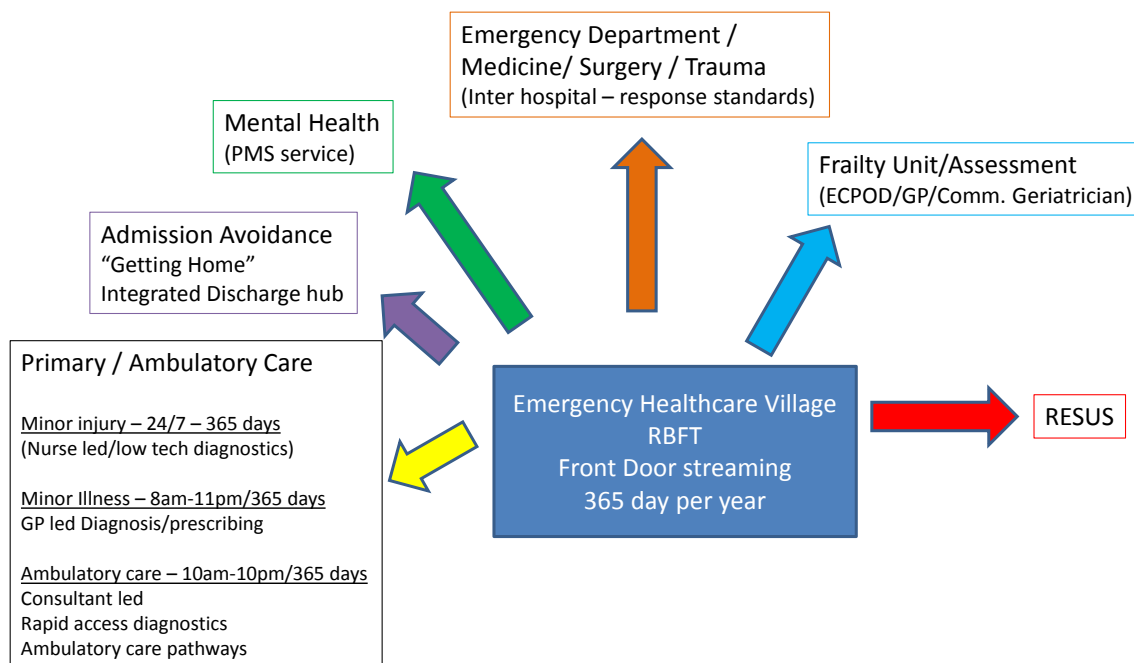 Emergency Department /
Medicine/ Surgery / Trauma
(Inter hospital – response standards)
Mental Health
(PMS service)
Frailty Unit/Assessment
(ECPOD/GP/Comm. Geriatrician)
Admission Avoidance
“Getting Home”
Integrated Discharge hub
Primary / Ambulatory Care
Minor injury – 24/7 – 365 days
(Nurse led/low tech diagnostics)
Minor Illness – 8am-11pm/365 days
GP led Diagnosis/prescribing
Ambulatory care – 10am-10pm/365 days
Consultant led
Rapid access diagnostics
Ambulatory care pathways
Emergency Healthcare Village
RBFT
Front Door streaming
365 day per year
RESUS